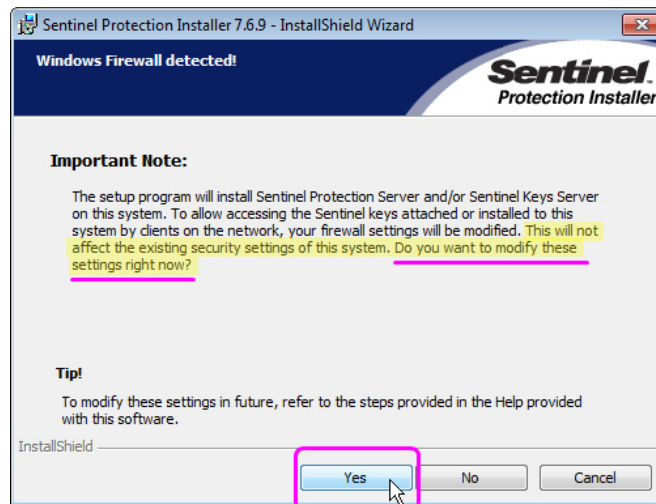 Sentinel Protection Installer 7.6.9 - InstallShield Wizard
Windows Firewall detected!
Sentinel.
Protection Installer
Important Note:
The setup program will install Sentinel Protection Server and/or Sentinel Keys Server
on this system. To allow accessing the Sentinel keys attached or installed to this
system by clients on the network, your firewall settings will be modified. This will not
affect the existing security settings of this system. Do you want to modify these
settings right now?
Tip!
To modify these settings in future, refer to the steps provided in the Help provided
with this software.
InstallShield
Yes
No
Cancel